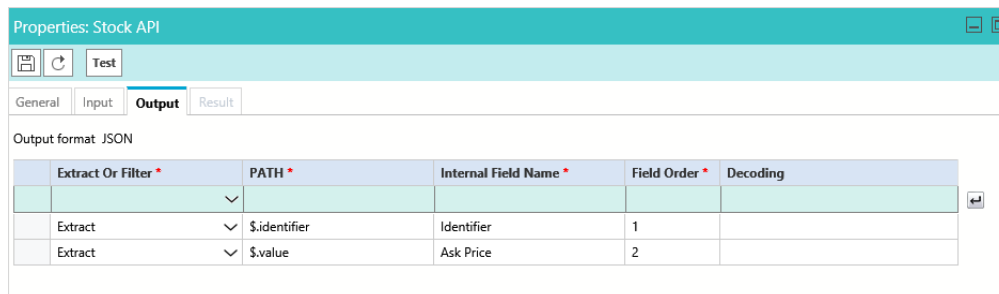 Properties: Stock API
Test
General Input Output Result
Output format JSON
Extract Or Filter * PATH * Internal Field Name * Field Order * Decoding
Extract $.identifier Identifier 1
Extract $.value Ask Price 2